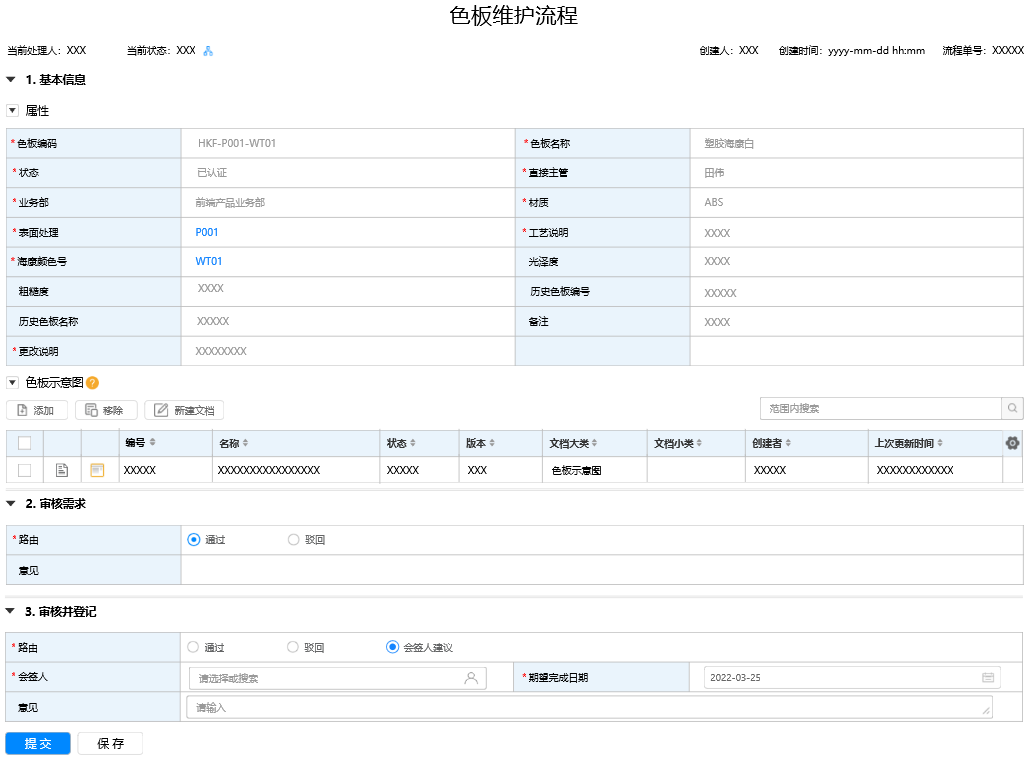 色板维护流程
当前处理人：XXX 当前状态：XXX 创建人：XXX 创建时间：yyyy-mm-dd hh:mm 流程单号：XXXXX
1. 基本信息
属性
*色板编码 HKF-P001-WT01 *色板名称 塑胶海康白
*状态 已认证 *直接主管 田伟
*业务部 前端产品业务部 *材质 ABS
*表面处理 P001 *工艺说明 XXXX
*海康颜色号 WT01 光泽度 XXXX
粗糙度 XXXX 历史色板编号 XXXXX
历史色板名称 XXXXX 备注 XXXX
*更改说明 XXXXXXXX
色板示意图 ?
添加 移除 新建文档 范围内搜索
编号 名称 状态 版本 文档大类 文档小类 创建者 上次更新时间
XXXXX XXXXXXXXXXXXXXXX XXXXX XXX 色板示意图 XXXXX XXXXXXXXXXXX
2. 审核需求
*路由 通过 驳回
意见
3. 审核并登记
*路由 通过 驳回 会签人建议
*会签人 请选择或搜索 *期望完成日期 2022-03-25
意见 请输入
提交 保存